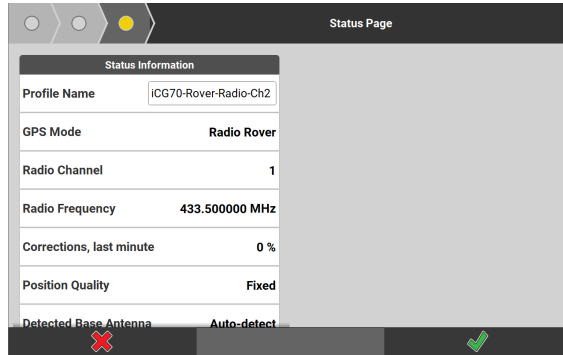 Status Page
Status Information
Profile Name iCG70-Rover-Radio-Ch2
GPS Mode Radio Rover
Radio Channel 1
Radio Frequency 433.500000 MHz
Corrections, last minute 0 %
Position Quality Fixed
Detected Base Antenna Auto-detect